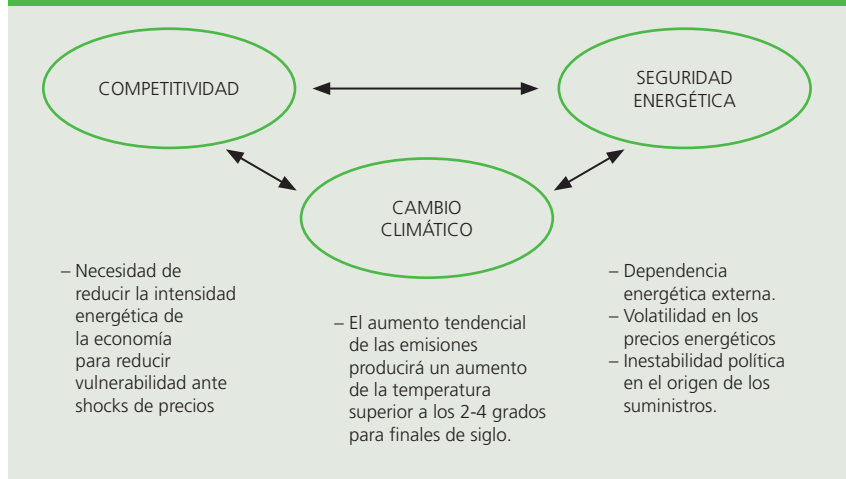 COMPETITIVIDAD
SEGURIDAD
ENERGÉTICA
CAMBIO
CLIMÁTICO
– Necesidad de
reducir la intensidad
energética de
la economía
para reducir
vulnerabilidad ante
shocks de precios
– El aumento tendencial
de las emisiones
producirá un aumento
de la temperatura
superior a los 2-4 grados
para finales de siglo.
– Dependencia
energética externa.
– Volatilidad en los
precios energéticos
– Inestabilidad política
en el origen de los
suministros.